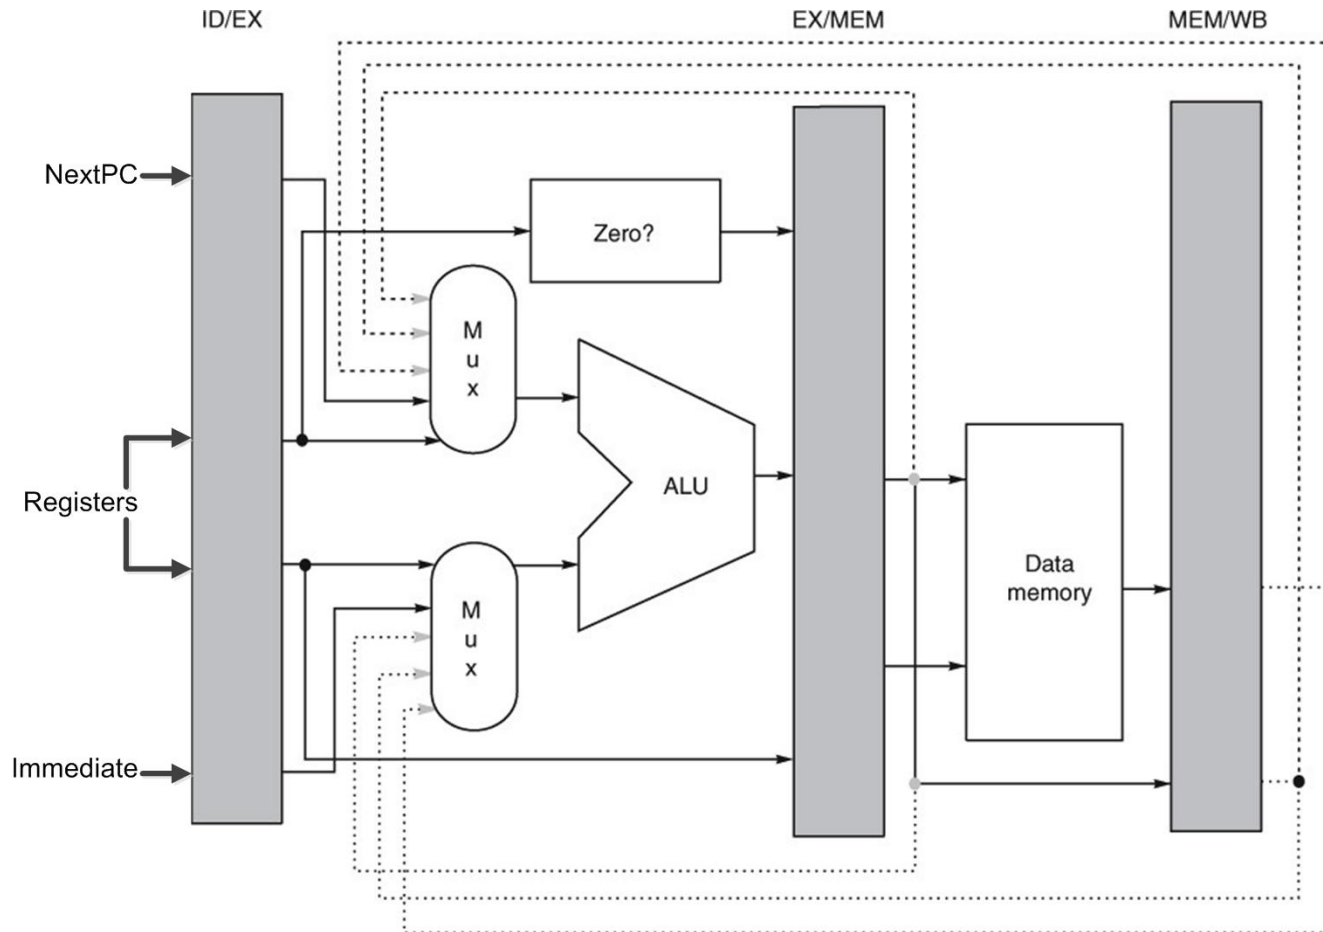 ID/EX
EX/MEM
MEM/WB
NextPC
Zero?
M
u
x
ALU
Registers
Data
memory
M
u
x
Immediate